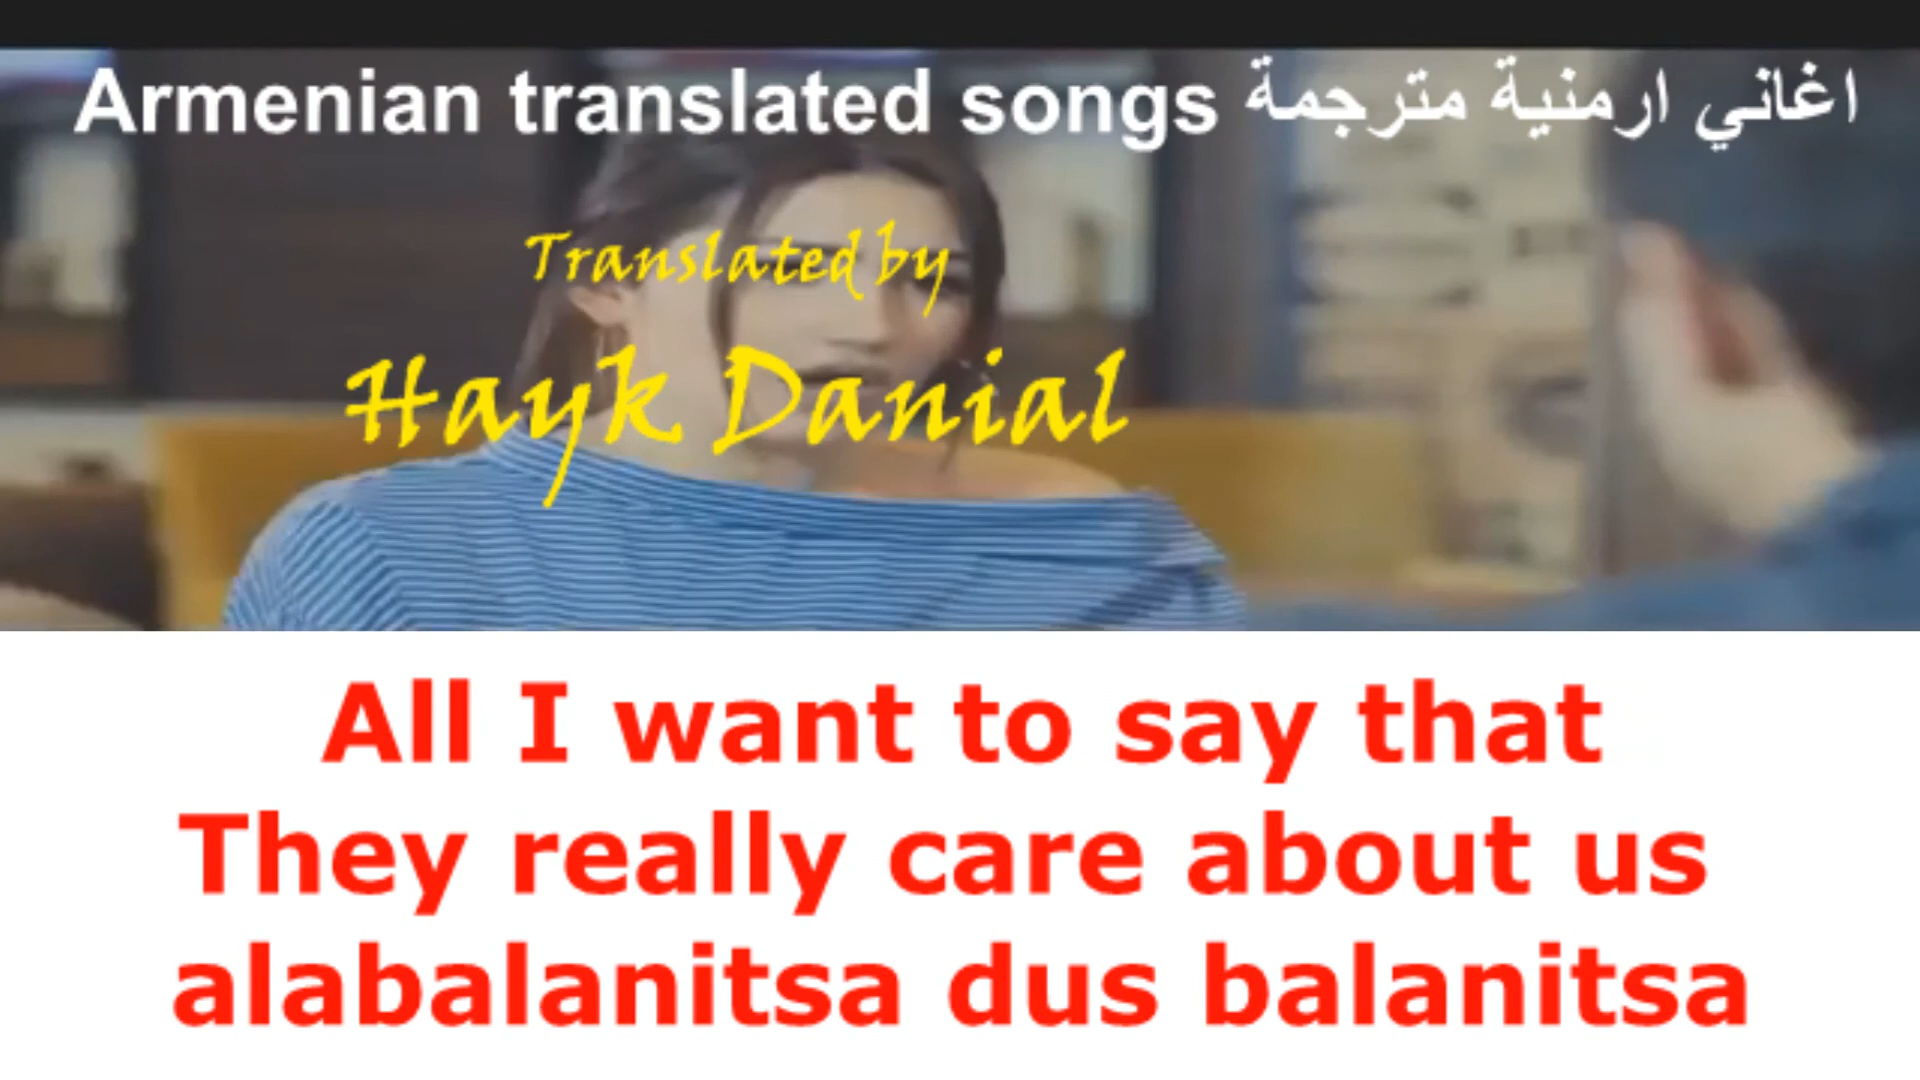 Armenian translated songs اغاني ارمنية مترجمة
Translated by
Hayk Danial
All I want to say that
They really care about us
alabalanitsa dus balanitsa